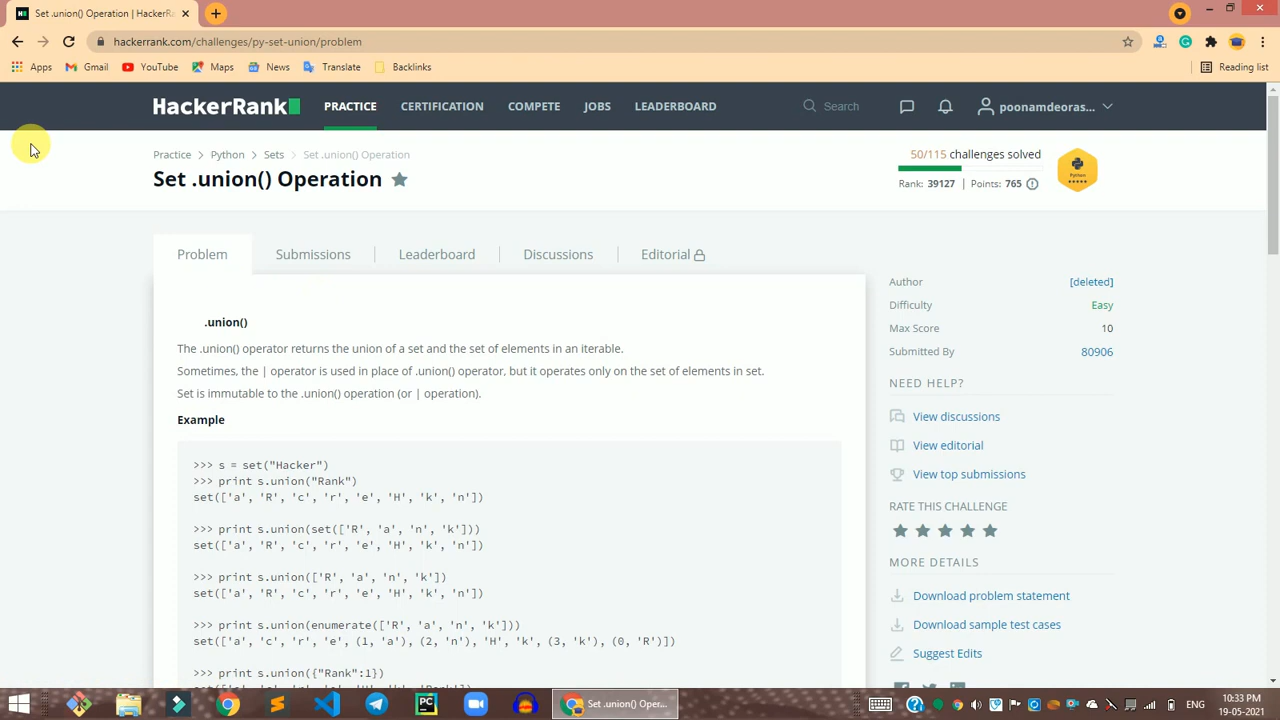 Set .union() Operation | HackerRa
hackerrank.com/challenges/py-set-union/problem
Apps Gmail YouTube Maps News Translate Backlinks Reading list
HackerRank PRACTICE CERTIFICATION COMPETE JOBS LEADERBOARD Search poonamdeoras...
Practice > Python > Sets > Set .union() Operation
50/115 challenges solved
Set .union() Operation
Rank: 39127 | Points: 765
Python
Problem Submissions Leaderboard Discussions Editorial
Author [deleted]
Difficulty Easy
Max Score 10
Submitted By 80906
NEED HELP?
View discussions
View editorial
View top submissions
RATE THIS CHALLENGE
MORE DETAILS
Download problem statement
Download sample test cases
Suggest Edits
.union()
The .union() operator returns the union of a set and the set of elements in an iterable.
Sometimes, the | operator is used in place of .union() operator, but it operates only on the set of elements in set.
Set is immutable to the .union() operation (or | operation).
Example
>>> s = set("Hacker")
>>> print s.union("Rank")
set(['a', 'R', 'c', 'r', 'e', 'H', 'k', 'n'])
>>> print s.union(set(['R', 'a', 'n', 'k']))
set(['a', 'R', 'c', 'r', 'e', 'H', 'k', 'n'])
>>> print s.union(['R', 'a', 'n', 'k'])
set(['a', 'R', 'c', 'r', 'e', 'H', 'k', 'n'])
>>> print s.union(enumerate(['R', 'a', 'n', 'k']))
set(['a', 'c', 'r', 'e', (1, 'a'), (2, 'n'), 'H', 'k', (3, 'k'), (0, 'R')])
>>> print s.union({"Rank":1})
Set .union() Oper...
ENG
10:33 PM
19-05-2021